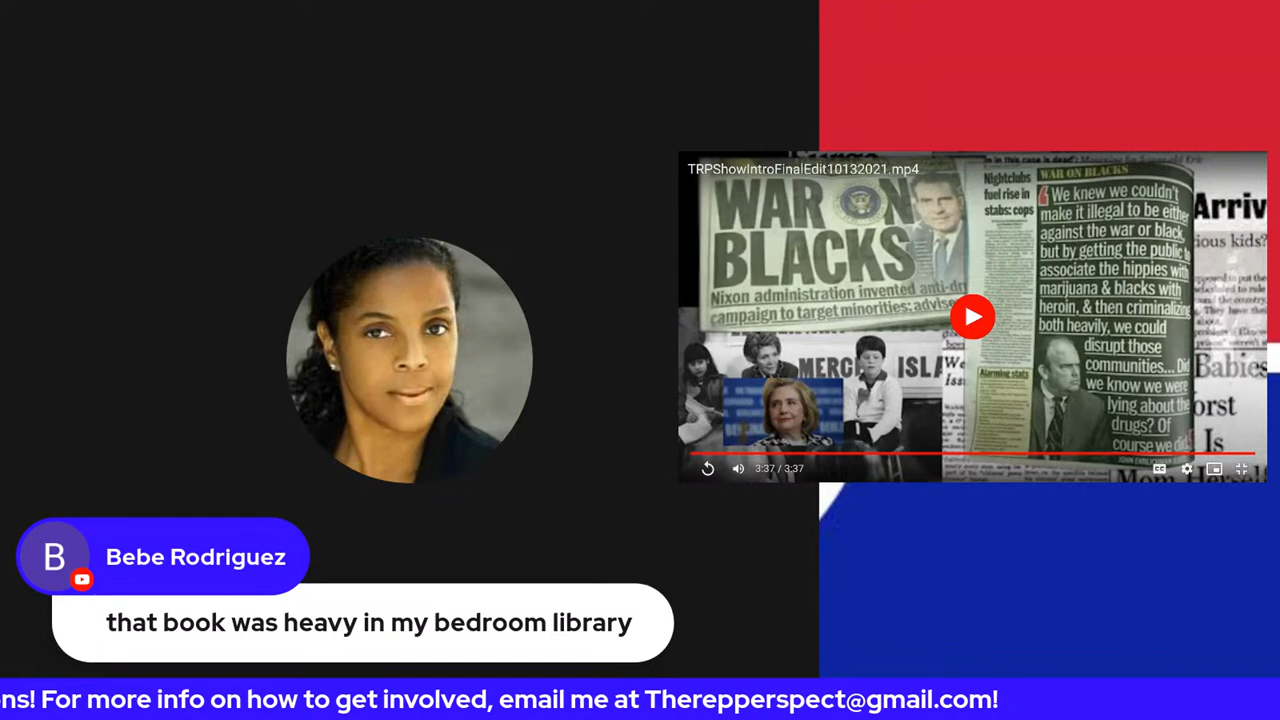 TRPShowIntroFinalEdit10132021.mp4
WAR ON
BLACKS
Nixon administration invented anti-dr
campaign to target minorities: advise
Nightclubs
fuel rise in
stabs: cops
WAR ON BLACKS
We knew we couldn't
make it illegal to be either
against the war or black,
but by getting the public to
associate the hippies with
marijuana & blacks with
heroin, & then criminalizing
both heavily, we could
disrupt those
communities... Did
we know we were
lying about the
drugs? Of
course we did.
Alarming stats
Arriv
ious kids?
Babies
orst
Is
Mom Herself
MERCH ISLA
3:37 / 3:37
B
Bebe Rodriguez
that book was heavy in my bedroom library
ns! For more info on how to get involved, email me at Therepperspect@gmail.com!